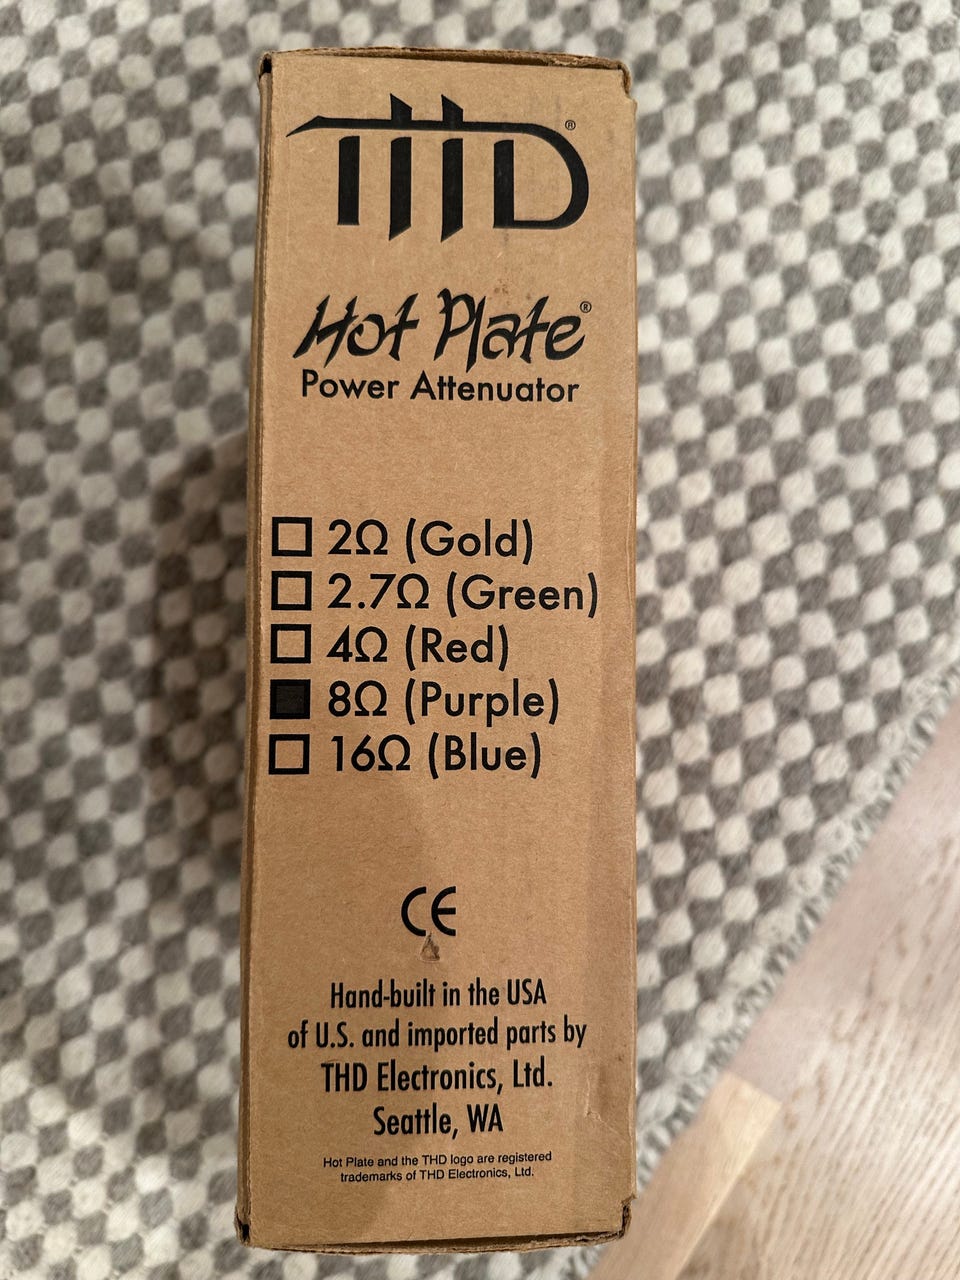 THD®
Hot Plate®
Power Attenuator
☐ 2Ω (Gold)
☐ 2.7Ω (Green)
☐ 4Ω (Red)
■ 8Ω (Purple)
☐ 16Ω (Blue)
CE
Hand-built in the USA
of U.S. and imported parts by
THD Electronics, Ltd.
Seattle, WA
Hot Plate and the THD logo are registered
trademarks of THD Electronics, Ltd.